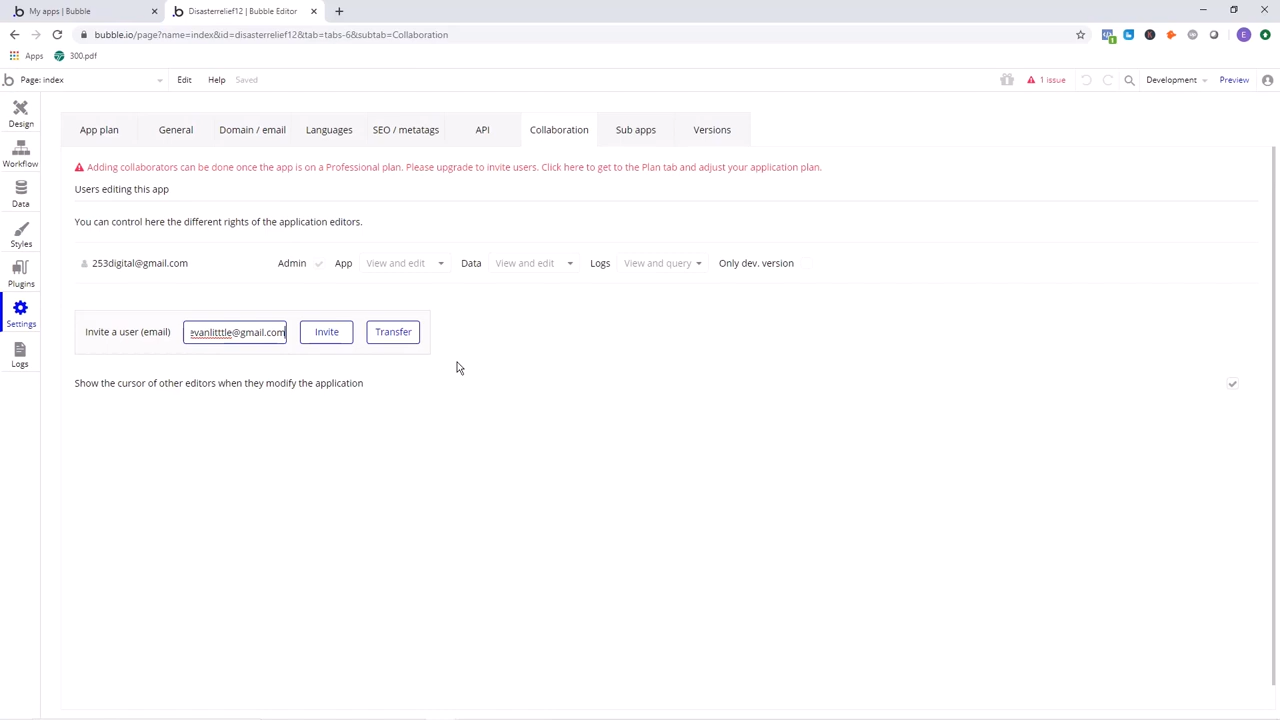 My apps | Bubble
Disasterrelief12 | Bubble Editor
bubble.io/page?name=index&id=disasterrelief12&tab=tabs-6&subtab=Collaboration
1
E
Apps
300.pdf
Page: index
Edit
Help
Saved
1 issue
Development
Preview
Design
Workflow
Data
Styles
Plugins
Settings
Logs
App plan
General
Domain / email
Languages
SEO / metatags
API
Collaboration
Sub apps
Versions
Adding collaborators can be done once the app is on a Professional plan. Please upgrade to invite users. Click here to get to the Plan tab and adjust your application plan.
Users editing this app
You can control here the different rights of the application editors.
253digital@gmail.com
Admin
App
View and edit
Data
View and edit
Logs
View and query
Only dev. version
Invite a user (email)
evanlitttle@gmail.com
Invite
Transfer
Show the cursor of other editors when they modify the application